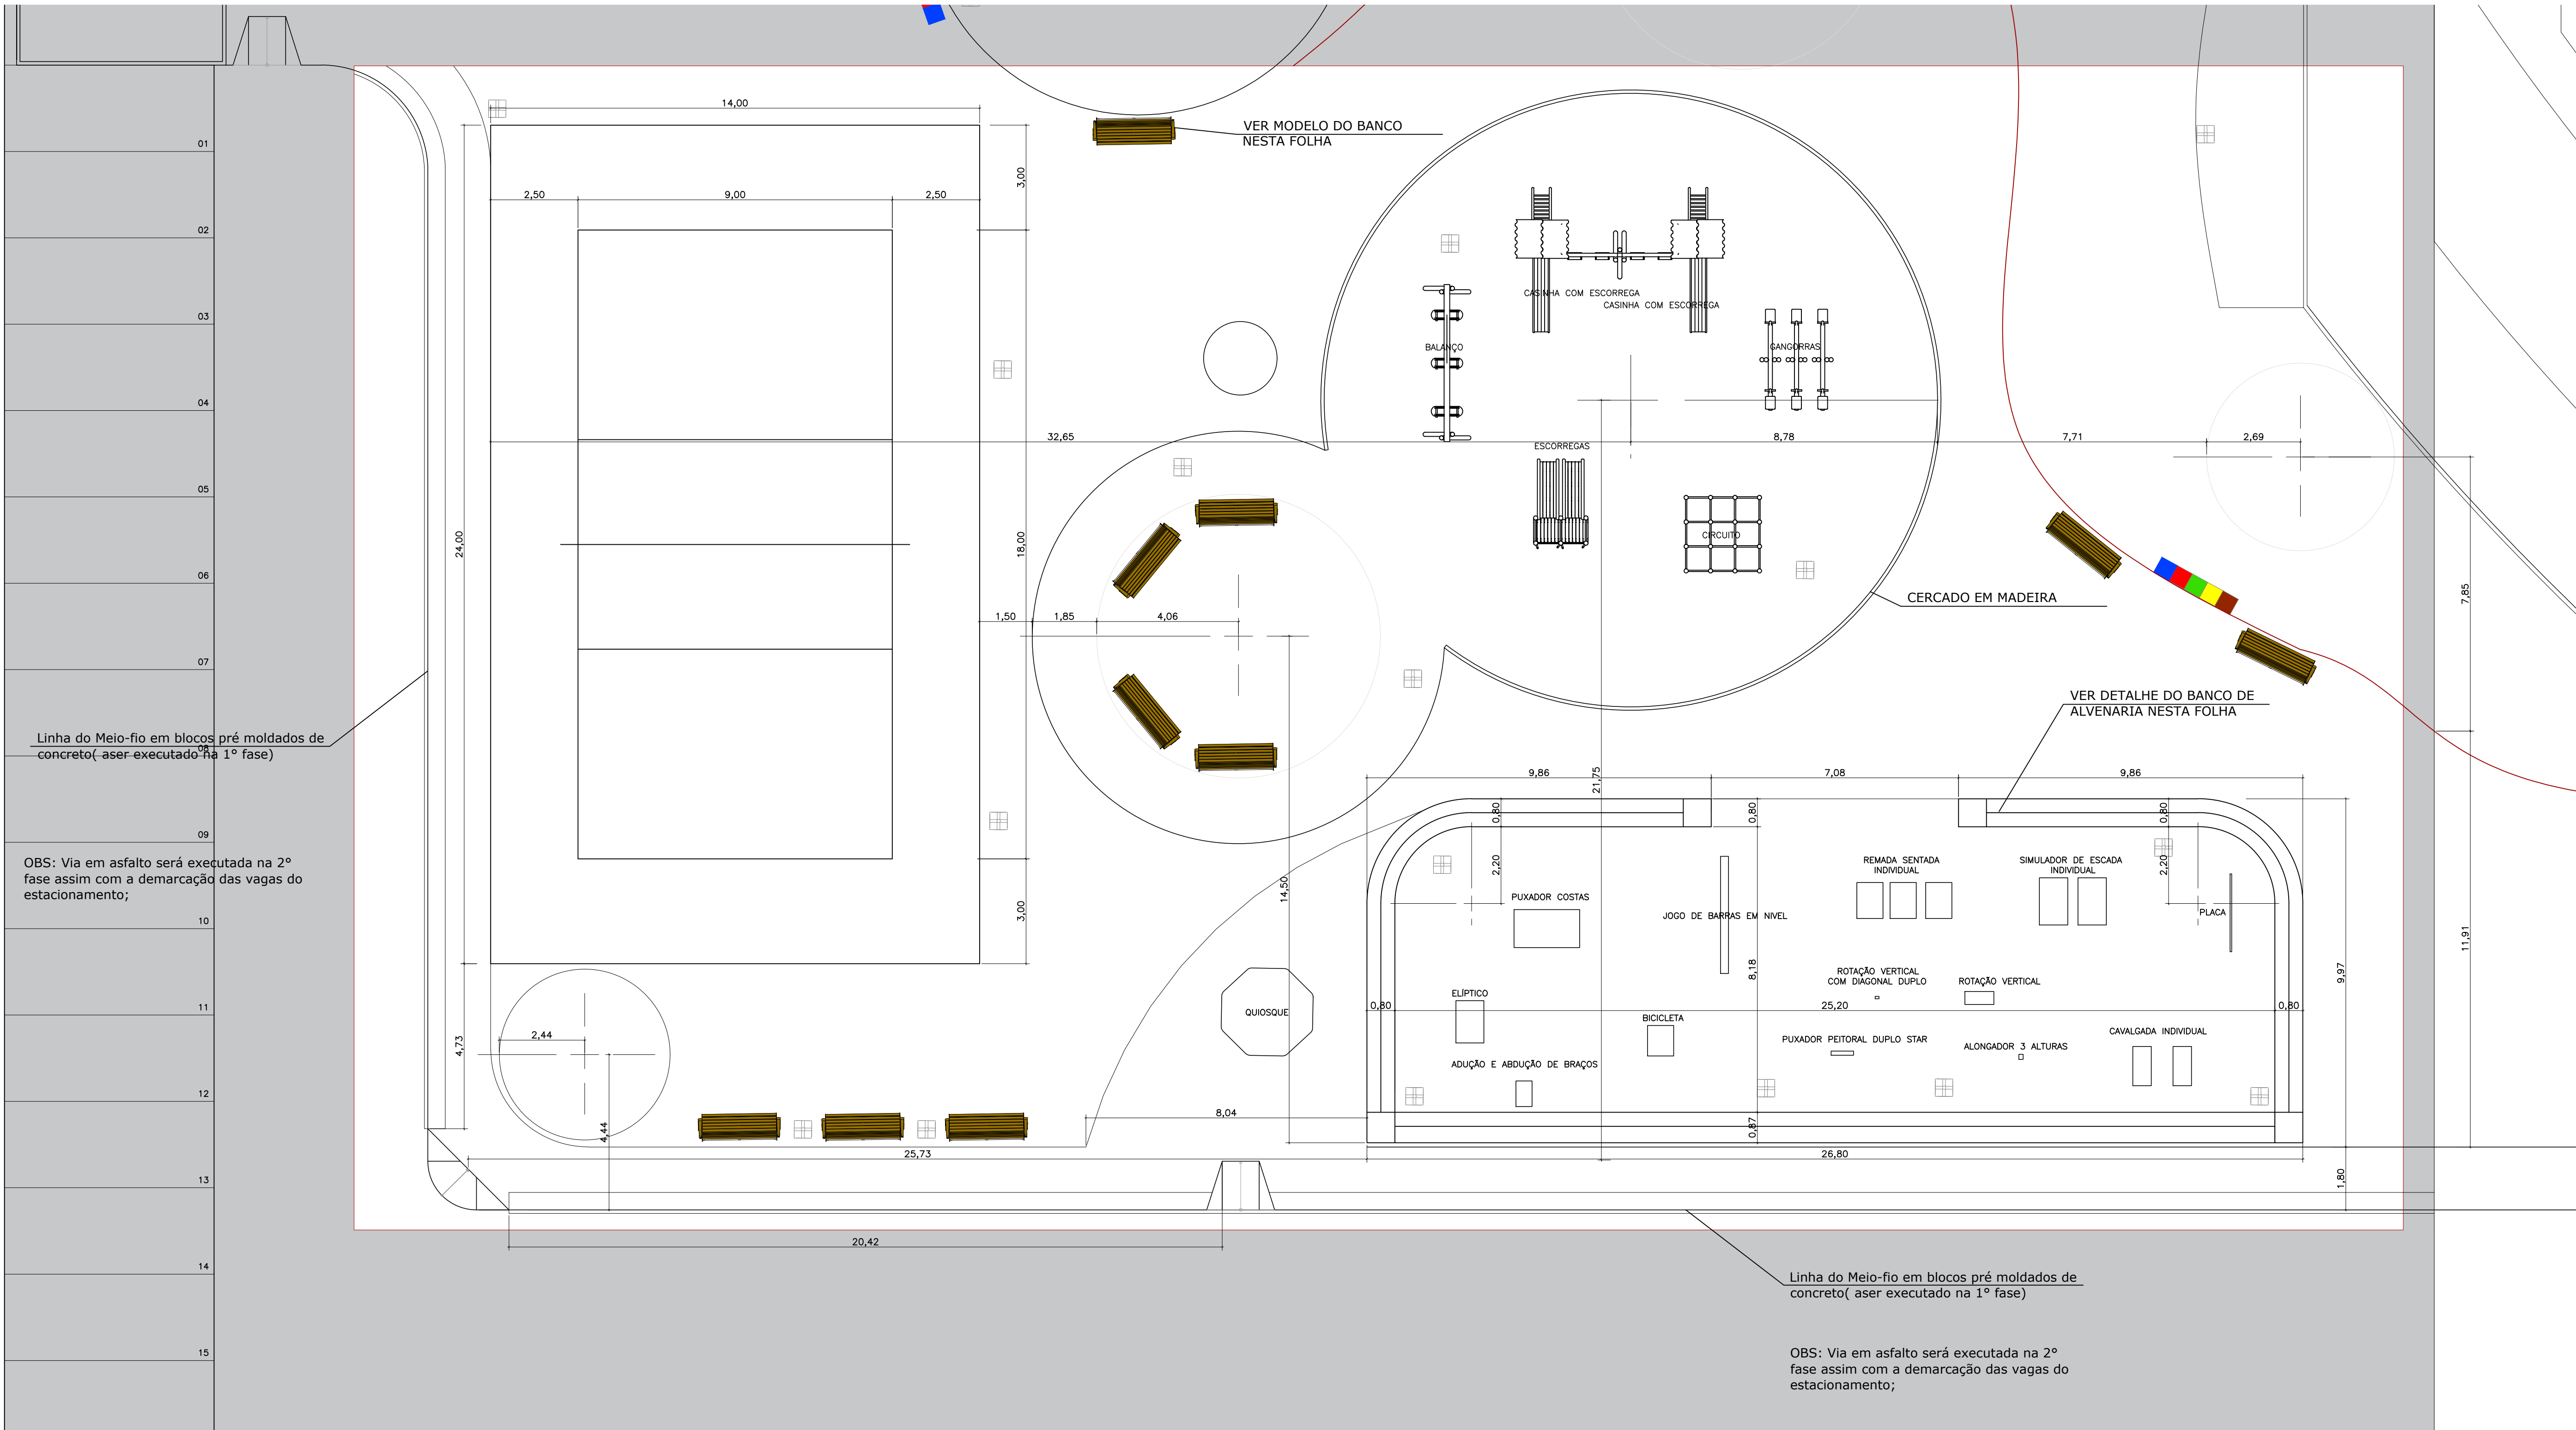 14,00
VER MODELO DO BANCO
NESTA FOLHA
01
3,00
2,50
9,00
2,50
02
03
CASINHA COM ESCORREGA
CASINHA COM ESCORREGA
BALANÇO
GANGORRAS
04
32,65
8,78
7,71
2,69
ESCORREGAS
05
24,00
18,00
CIRCUITO
06
7,85
CERCADO EM MADEIRA
1,50
1,85
4,06
07
VER DETALHE DO BANCO DE
ALVENARIA NESTA FOLHA
Linha do Meio-fio em blocos pré moldados de
concreto( aser executado na 1° fase)
08
9,86
21,75
7,08
9,86
0,80
0,80
0,80
09
OBS: Via em asfalto será executada na 2°
fase assim com a demarcação das vagas do
estacionamento;
2,20
REMADA SENTADA
INDIVIDUAL
SIMULADOR DE ESCADA
INDIVIDUAL
2,20
14,50
PUXADOR COSTAS
3,00
JOGO DE BARRAS EM NIVEL
PLACA
10
11,91
8,18
9,97
ROTAÇÃO VERTICAL
COM DIAGONAL DUPLO
ROTAÇÃO VERTICAL
ELÍPTICO
11
0,80
25,20
0,80
QUIOSQUE
BICICLETA
2,44
4,73
PUXADOR PEITORAL DUPLO STAR
ALONGADOR 3 ALTURAS
CAVALGADA INDIVIDUAL
ADUÇÃO E ABDUÇÃO DE BRAÇOS
12
8,04
4,44
0,87
25,73
26,80
13
1,80
20,42
14
Linha do Meio-fio em blocos pré moldados de
concreto( aser executado na 1° fase)
15
OBS: Via em asfalto será executada na 2°
fase assim com a demarcação das vagas do
estacionamento;